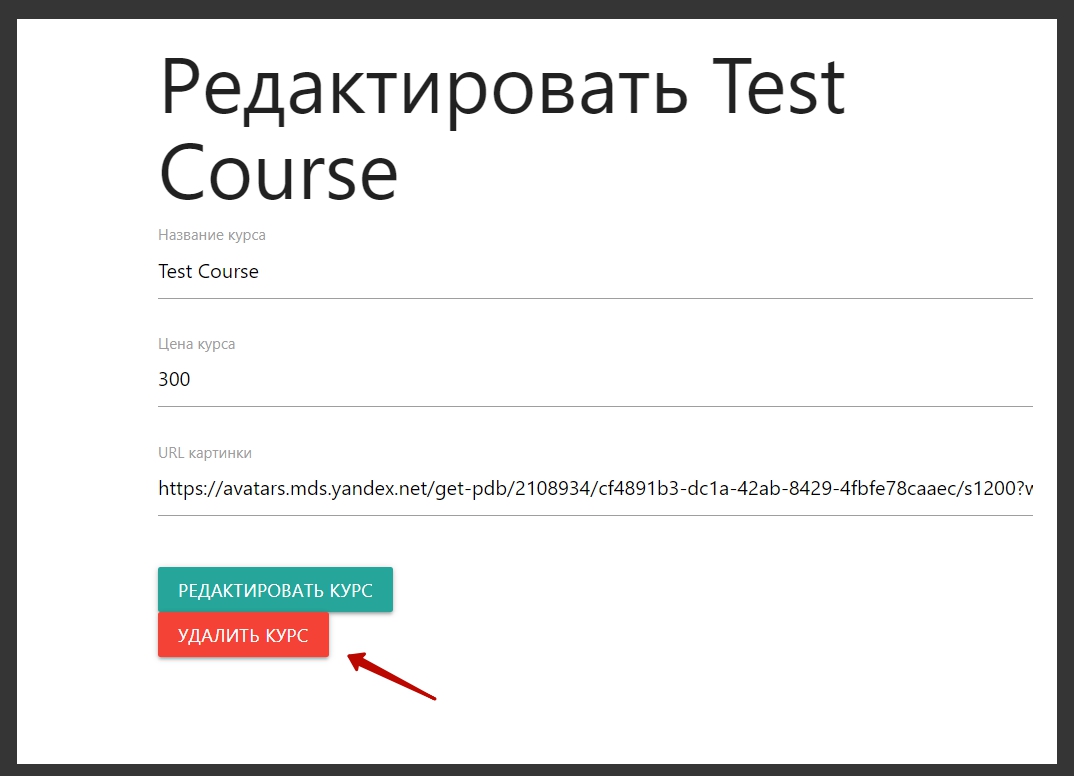 Редактировать Test
Course
Название курса
Test Course
Цена курса
300
URL картинки
https://avatars.mds.yandex.net/get-pdb/2108934/cf4891b3-dc1a-42ab-8429-4fbfe78caaec/s1200?w
РЕДАКТИРОВАТЬ КУРС
УДАЛИТЬ КУРС